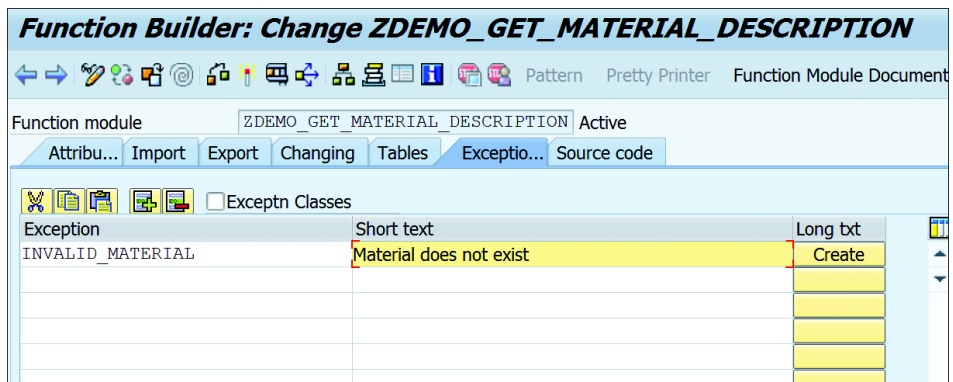 Function Builder: Change ZDEMO_GET_MATERIAL_DESCRIPTION
Pattern Pretty Printer Function Module Document
Function module ZDEMO_GET_MATERIAL_DESCRIPTION Active
Attribu... Import Export Changing Tables Exceptio... Source code
Exceptn Classes
Exception Short text Long txt
INVALID_MATERIAL Material does not exist Create